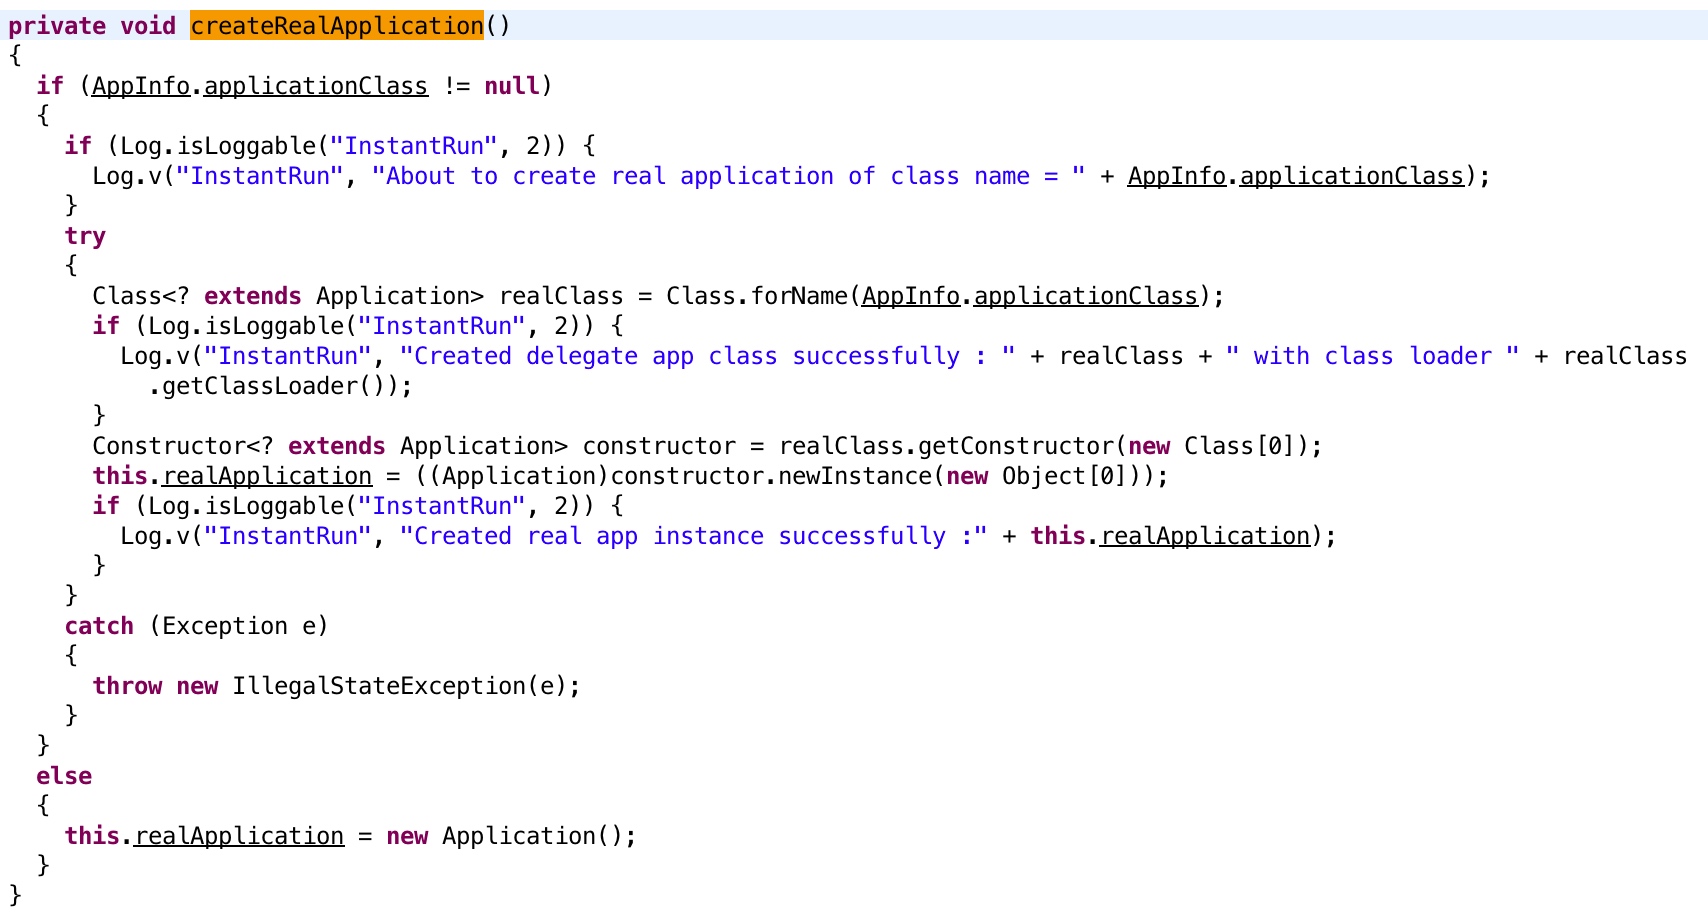 private void createRealApplication()
{
  if (AppInfo.applicationClass != null)
  {
    if (Log.isLoggable("InstantRun", 2)) {
      Log.v("InstantRun", "About to create real application of class name = " + AppInfo.applicationClass);
    }
    try
    {
      Class<? extends Application> realClass = Class.forName(AppInfo.applicationClass);
      if (Log.isLoggable("InstantRun", 2)) {
        Log.v("InstantRun", "Created delegate app class successfully : " + realClass + " with class loader " + realClass
          .getClassLoader());
      }
      Constructor<? extends Application> constructor = realClass.getConstructor(new Class[0]);
      this.realApplication = ((Application)constructor.newInstance(new Object[0]));
      if (Log.isLoggable("InstantRun", 2)) {
        Log.v("InstantRun", "Created real app instance successfully :" + this.realApplication);
      }
    }
    catch (Exception e)
    {
      throw new IllegalStateException(e);
    }
  }
  else
  {
    this.realApplication = new Application();
  }
}